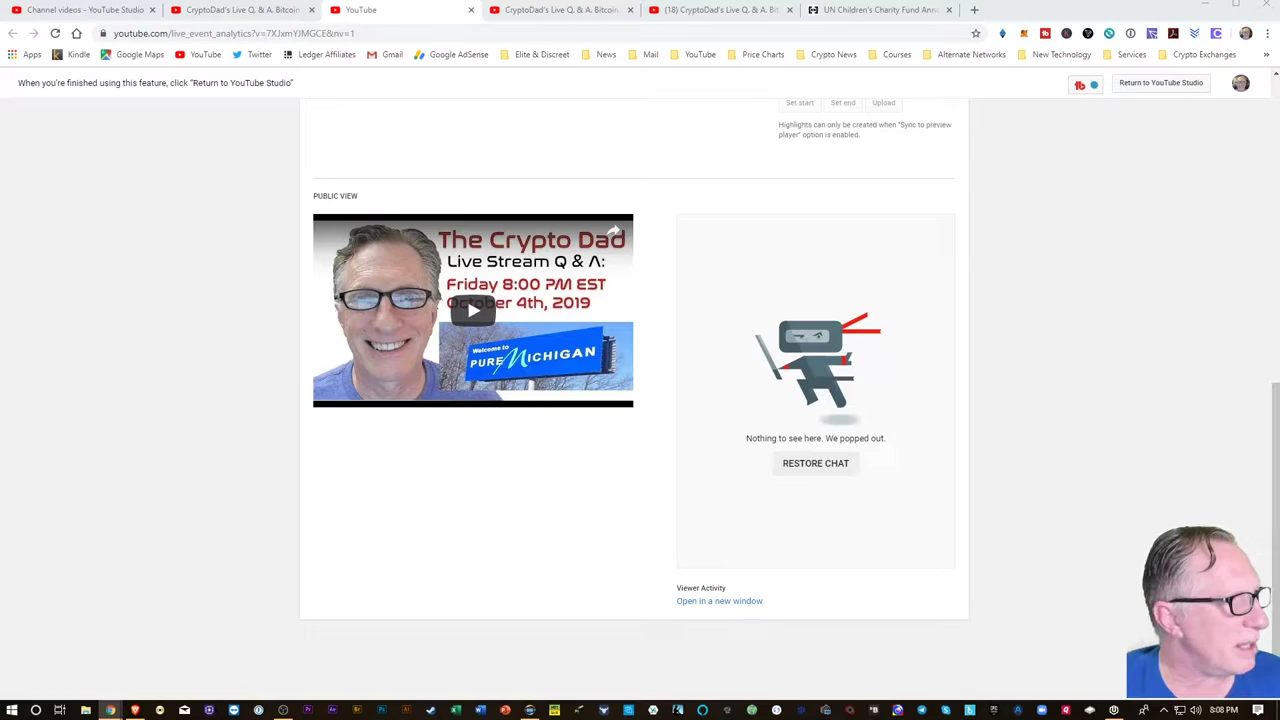 Channel videos - YouTube Studio
CryptoDad's Live Q. & A. Bitcoin
YouTube
CryptoDad's Live Q. & A. Bitcoin
(18) CryptoDad's Live Q. & A. Bit
UN Children's Charity Fund Anno
youtube.com/live_event_analytics?v=7XJxmYJMGCE&nv=1
Apps
Kindle
Google Maps
YouTube
Twitter
Ledger Affiliates
Gmail
Google AdSense
Elite & Discreet
News
Mail
YouTube
Price Charts
Crypto News
Courses
Alternate Networks
New Technology
Services
Crypto Exchanges
When you're finished using this feature, click "Return to YouTube Studio"
Return to YouTube Studio
Set start
Set end
Upload
Highlights can only be created when "Sync to preview
player" option is enabled.
PUBLIC VIEW
The Crypto Dad
Live Stream Q & A:
Friday 8:00 PM EST
October 4th, 2019
Welcome to
PURE MICHIGAN
Nothing to see here. We popped out.
RESTORE CHAT
Viewer Activity
Open in a new window
8:08 PM